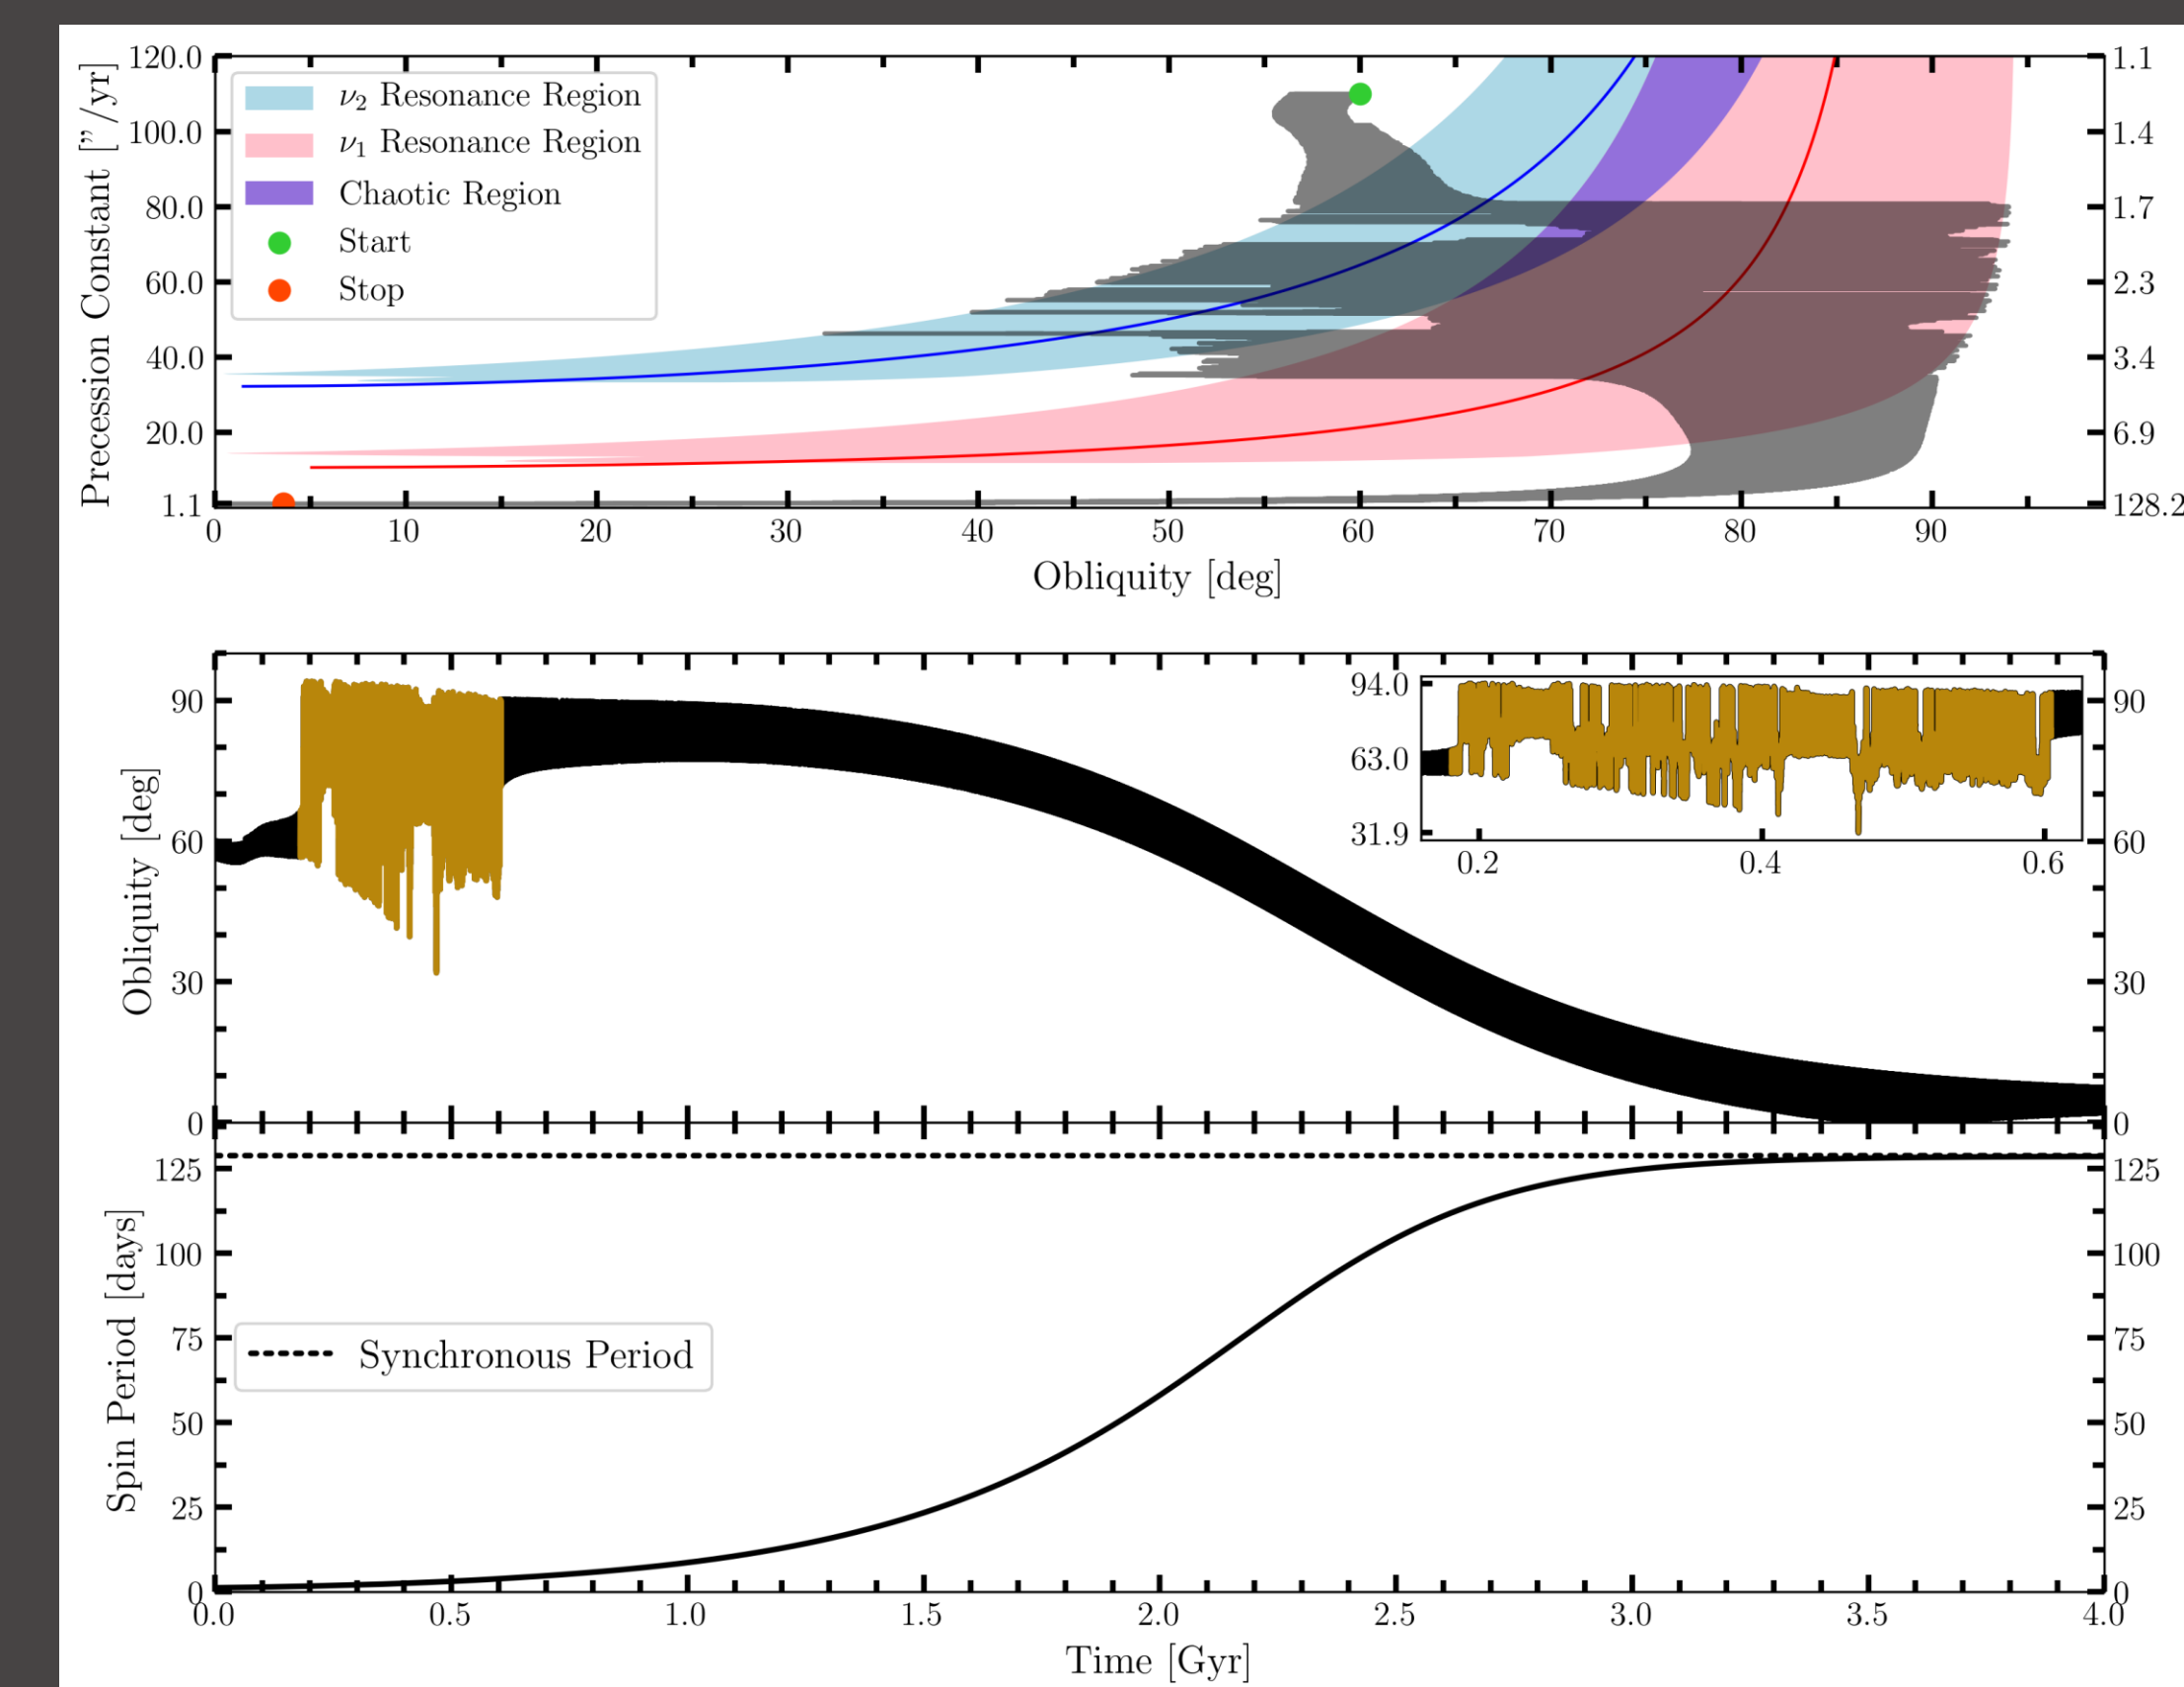 Precession Constant ["/yr]
120.0
100.0
80.0
60.0
40.0
20.0
1.1
ν2 Resonance Region
ν1 Resonance Region
Chaotic Region
Start
Stop
1.1
1.4
1.7
2.3
3.4
6.9
128.2
0 10 20 30 40 50 60 70 80 90
Obliquity [deg]
Obliquity [deg]
90
60
30
0
94.0
63.0
31.9
0.2 0.4 0.6
90
60
30
0
Spin Period [days]
125
100
75
50
25
0
Synchronous Period
125
100
75
50
25
0
0.0 0.5 1.0 1.5 2.0 2.5 3.0 3.5 4.0
Time [Gyr]